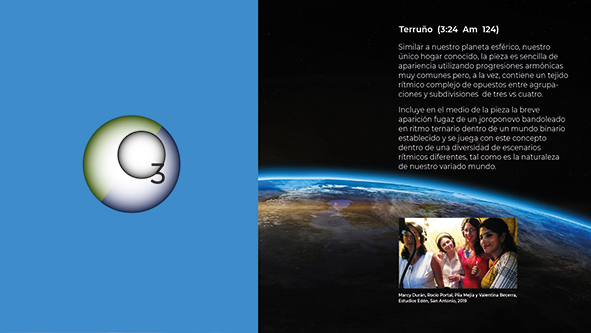 3
Terruño (3:24 Am 124)
Similar a nuestro planeta esférico, nuestro
único hogar conocido, la pieza es sencilla de
apariencia utilizando progresiones armónicas
muy comunes pero, a la vez, contiene un tejido
rítmico complejo de opuestos entre agrupa-
ciones y subdivisiones de tres vs cuatro.
Incluye en el medio de la pieza la breve
aparición fugaz de un joroponovo bandoleado
en ritmo ternario dentro de un mundo binario
establecido y se juega con este concepto
dentro de una diversidad de escenarios
rítmicos diferentes, tal como es la naturaleza
de nuestro variado mundo.
Marcy Durán, Rocío Portal, Pila Mejía y Valentina Becerra,
Estudios Edén, San Antonio, 2019